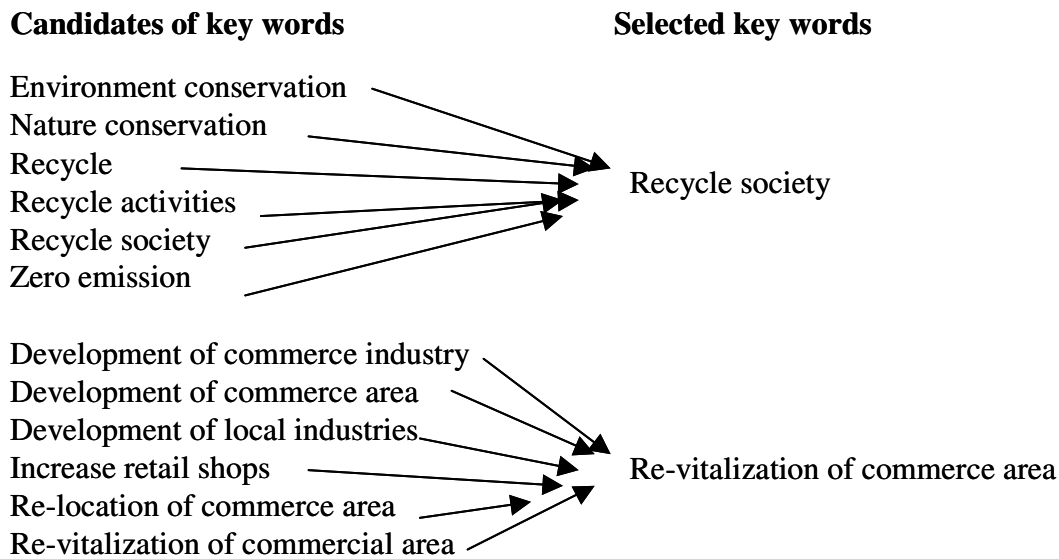 Candidates of key words Selected key words
Environment conservation
Nature conservation
Recycle
Recycle society
Recycle activities
Recycle society
Zero emission
Development of commerce industry
Development of commerce area
Development of local industries
Increase retail shops
Re-vitalization of commerce area
Re-location of commerce area
Re-vitalization of commercial area